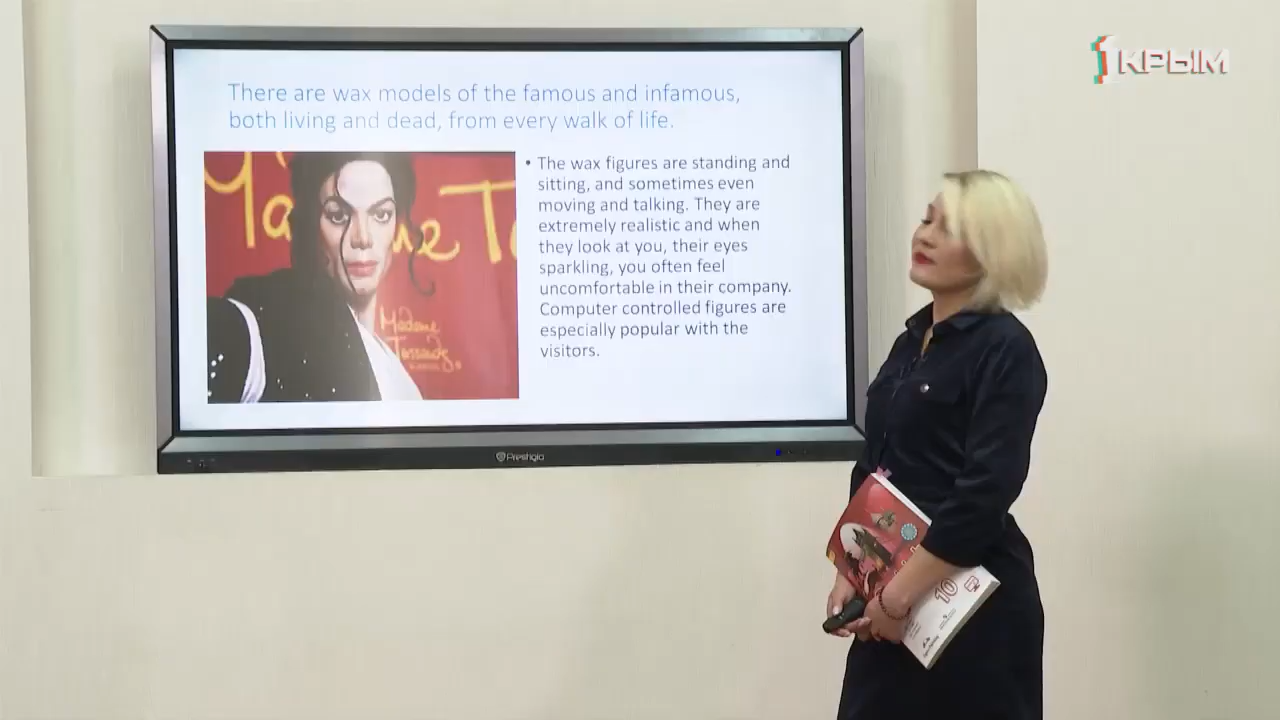 1 КРЫМ
There are wax models of the famous and infamous,
both living and dead, from every walk of life.
Madame T
Madame
Tussauds
• The wax figures are standing and
sitting, and sometimes even
moving and talking. They are
extremely realistic and when
they look at you, their eyes
sparkling, you often feel
uncomfortable in their company.
Computer controlled figures are
especially popular with the
visitors.
Prestigio
10